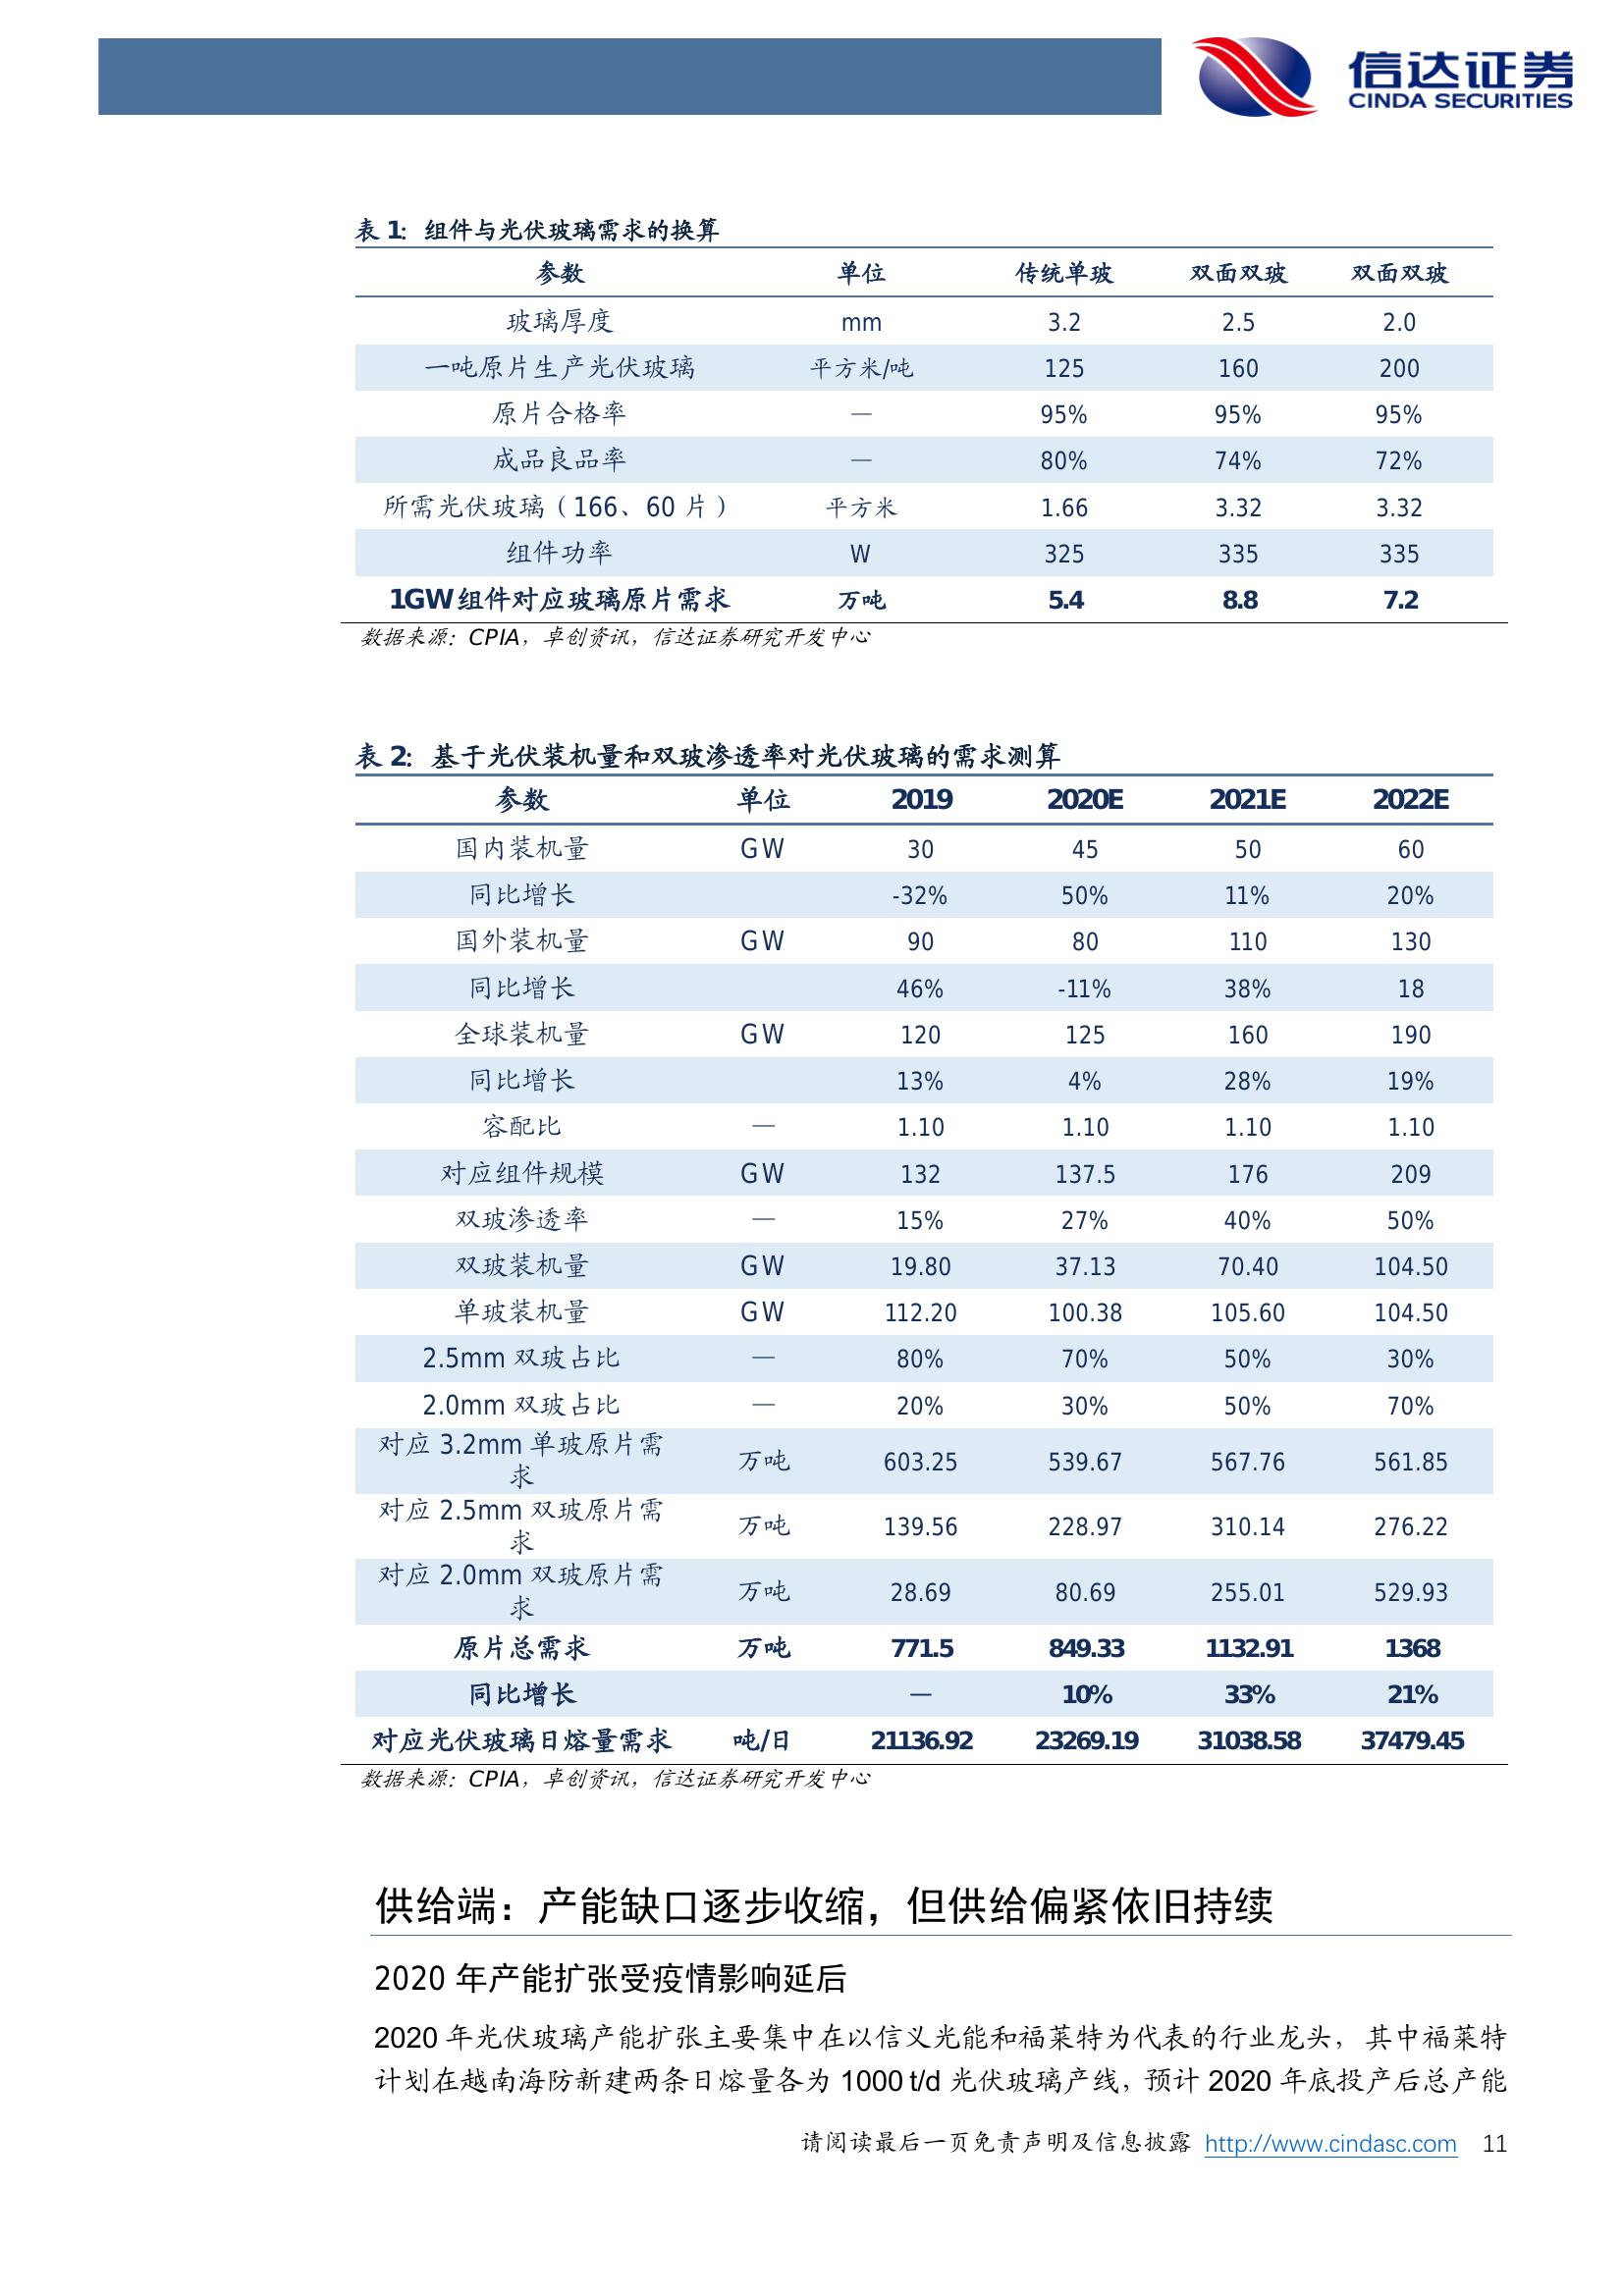 信达证券
CINDA SECURITIES
表 1：组件与光伏玻璃需求的换算
参数 单位 传统单玻 双面双玻 双面双玻
玻璃厚度 mm 3.2 2.5 2.0
一吨原片生产光伏玻璃 平方米/吨 125 160 200
原片合格率 — 95% 95% 95%
成品良品率 — 80% 74% 72%
所需光伏玻璃（166、60 片） 平方米 1.66 3.32 3.32
组件功率 W 325 335 335
1GW 组件对应玻璃原片需求 万吨 5.4 8.8 7.2
数据来源：CPIA，卓创资讯，信达证券研究开发中心
表 2：基于光伏装机量和双玻渗透率对光伏玻璃的需求测算
参数 单位 2019 2020E 2021E 2022E
国内装机量 GW 30 45 50 60
同比增长 -32% 50% 11% 20%
国外装机量 GW 90 80 110 130
同比增长 46% -11% 38% 18
全球装机量 GW 120 125 160 190
同比增长 13% 4% 28% 19%
容配比 — 1.10 1.10 1.10 1.10
对应组件规模 GW 132 137.5 176 209
双玻渗透率 — 15% 27% 40% 50%
双玻装机量 GW 19.80 37.13 70.40 104.50
单玻装机量 GW 112.20 100.38 105.60 104.50
2.5mm 双玻占比 — 80% 70% 50% 30%
2.0mm 双玻占比 — 20% 30% 50% 70%
对应 3.2mm 单玻原片需
求 万吨 603.25 539.67 567.76 561.85
对应 2.5mm 双玻原片需
求 万吨 139.56 228.97 310.14 276.22
对应 2.0mm 双玻原片需
求 万吨 28.69 80.69 255.01 529.93
原片总需求 万吨 771.5 849.33 1132.91 1368
同比增长 — 10% 33% 21%
对应光伏玻璃日熔量需求 吨/日 21136.92 23269.19 31038.58 37479.45
数据来源：CPIA，卓创资讯，信达证券研究开发中心
供给端：产能缺口逐步收缩，但供给偏紧依旧持续
2020 年产能扩张受疫情影响延后
2020 年光伏玻璃产能扩张主要集中在以信义光能和福莱特为代表的行业龙头，其中福莱特
计划在越南海防新建两条日熔量各为 1000 t/d 光伏玻璃产线，预计 2020 年底投产后总产能
请阅读最后一页免责声明及信息披露 http://www.cindasc.com 11